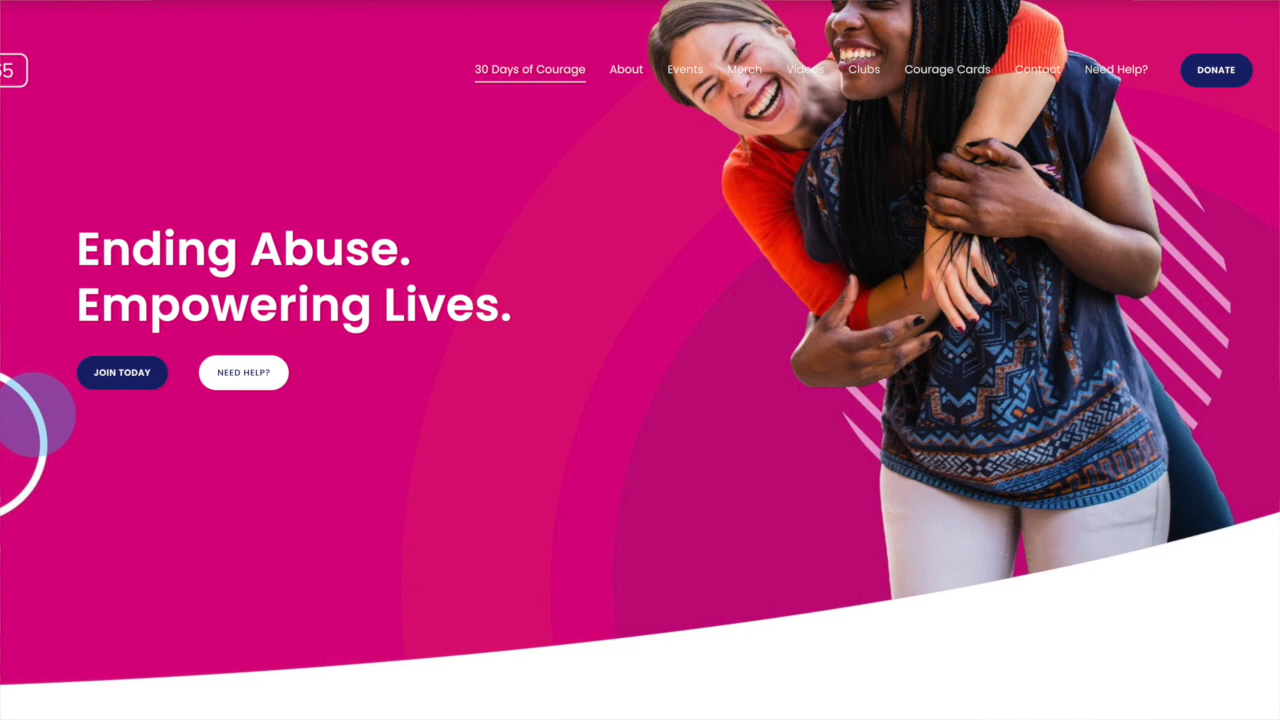 30 Days of Courage About Events Merch Videos Clubs Courage Cards Contact Need Help? DONATE
Ending Abuse.
Empowering Lives.
JOIN TODAY NEED HELP?